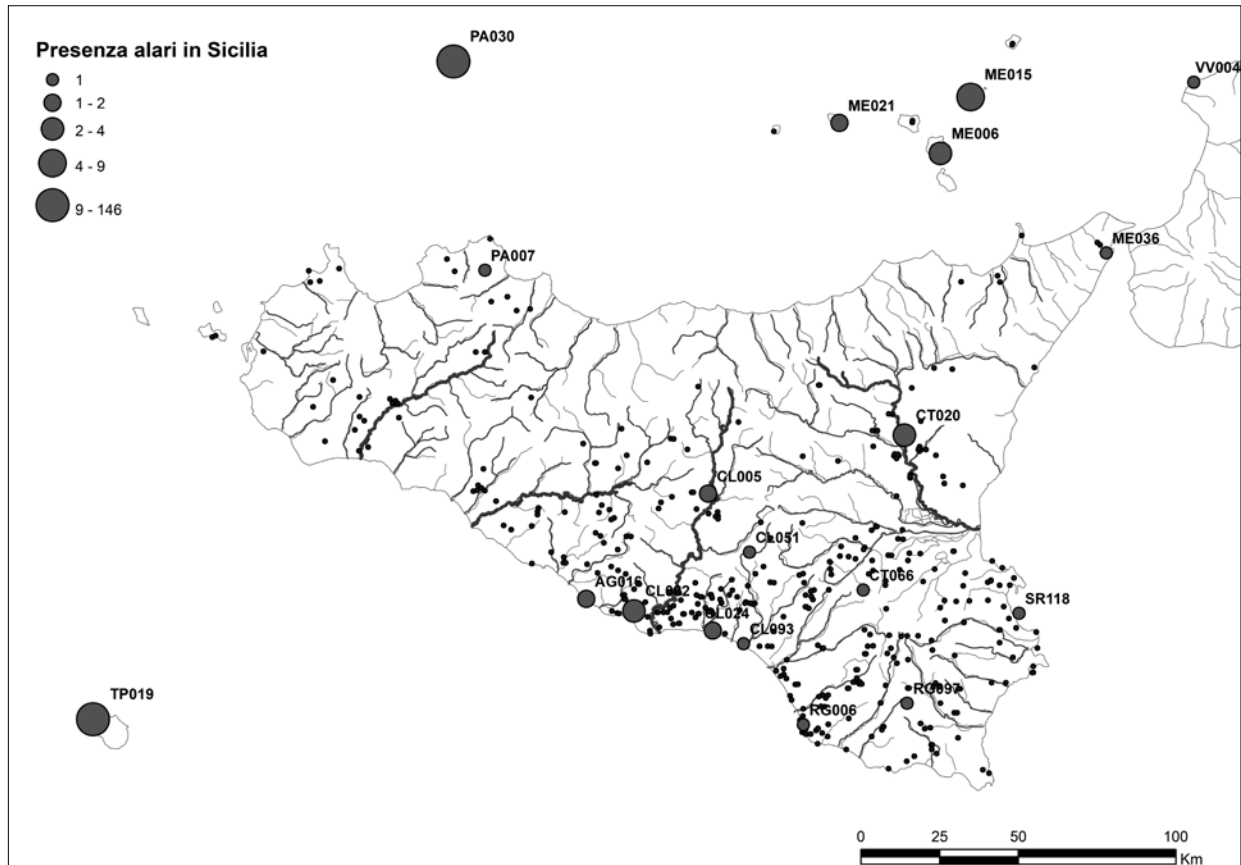 Presenza alari in Sicilia
1
1 - 2
2 - 4
4 - 9
9 - 146
PA030
ME015
VV004
ME021
ME006
ME036
PA007
CT020
CL005
CL051
CT066
AG016
CL002
SR118
CL024
CL093
RG097
RG006
TP019
0 25 50 100
Km